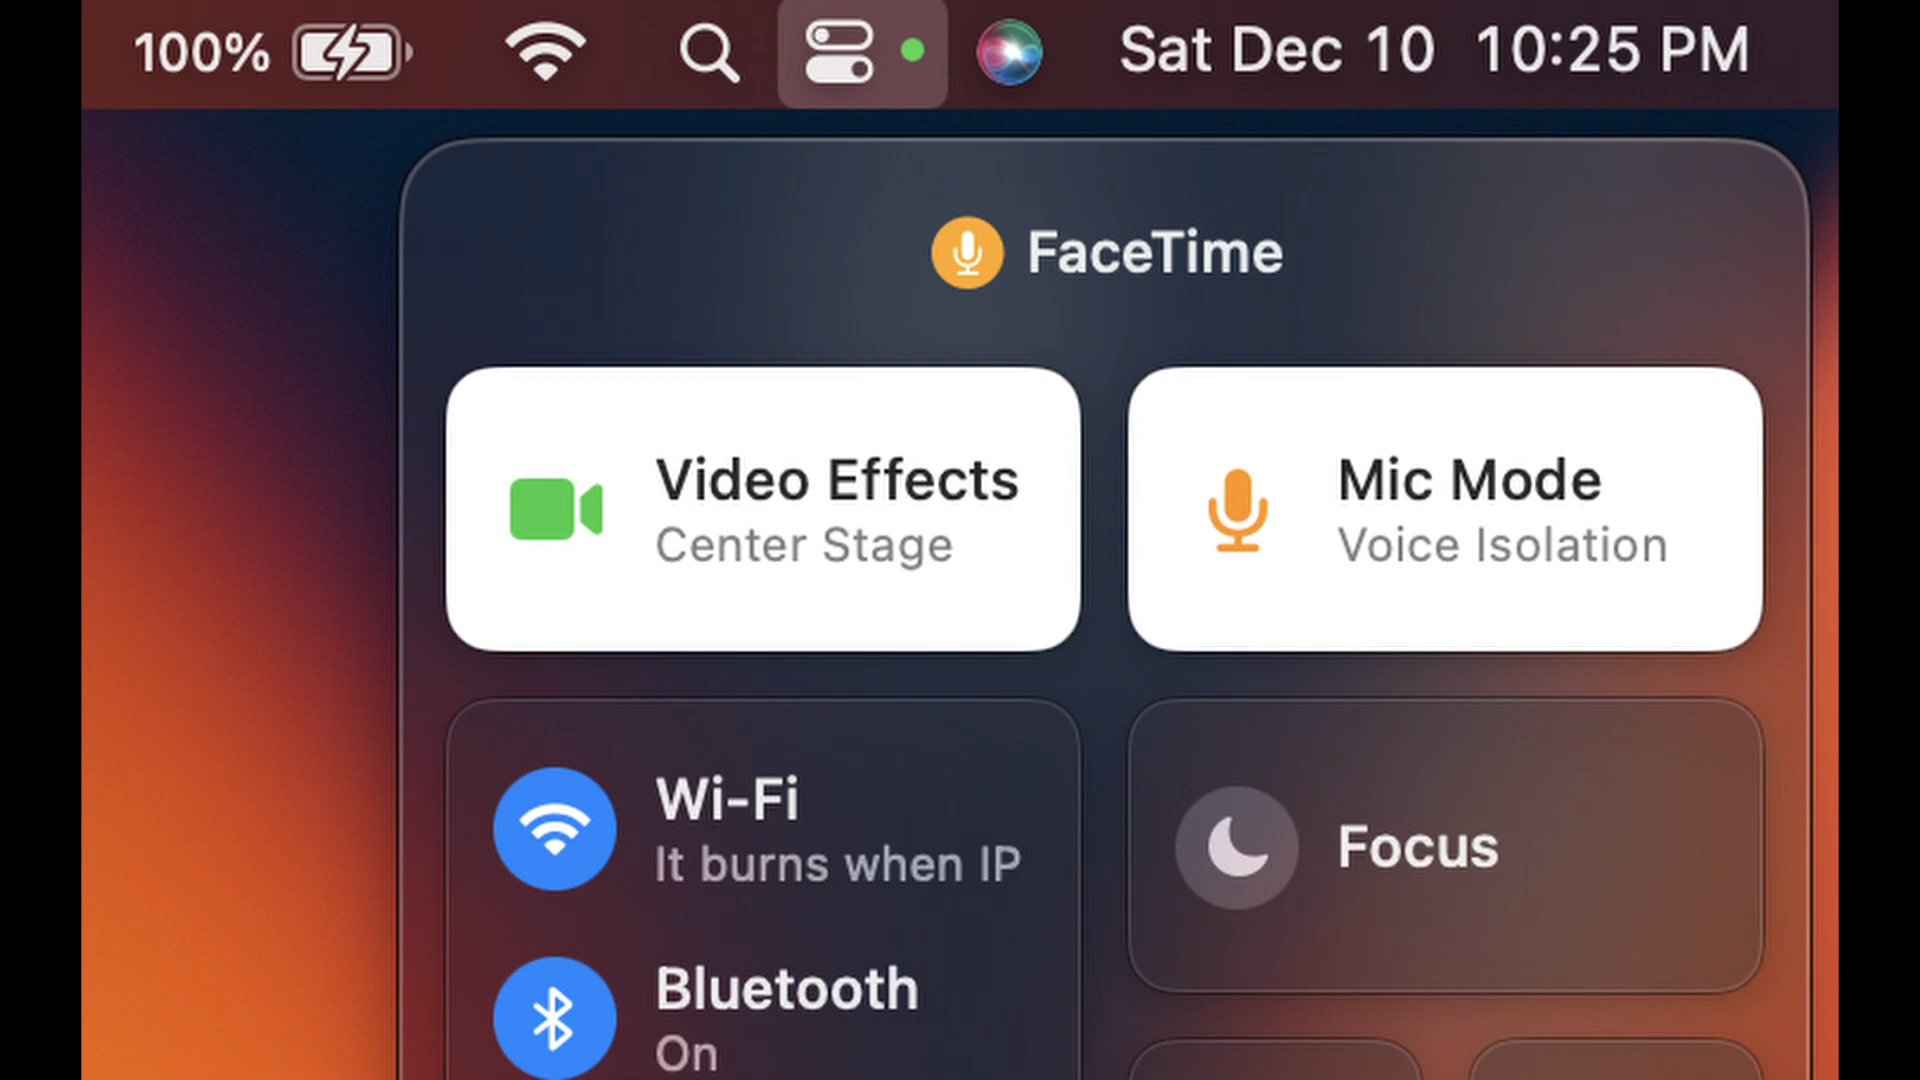 100% Sat Dec 10 10:25 PM
FaceTime
Video Effects
Center Stage
Mic Mode
Voice Isolation
Wi-Fi
It burns when IP
Focus
Bluetooth
On